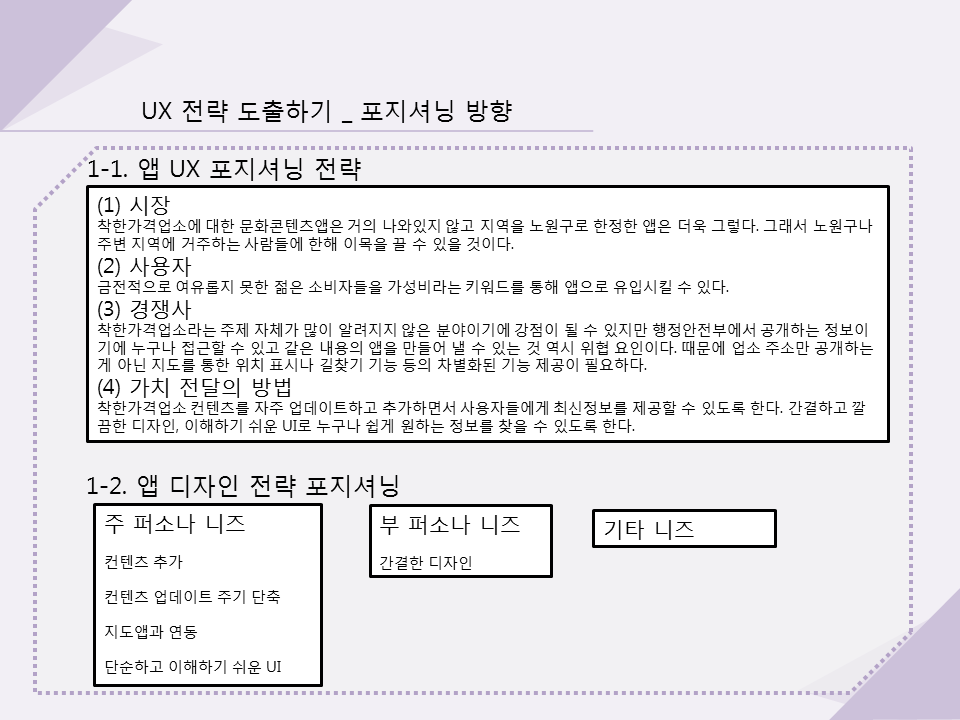 UX 전략 도출하기 _ 포지셔닝 방향
1-1. 앱 UX 포지셔닝 전략
(1) 시장
착한가격업소에 대한 문화콘텐츠앱은 거의 나와있지 않고 지역을 노원구로 한정한 앱은 더욱 그렇다. 그래서 노원구나
주변 지역에 거주하는 사람들에 한해 이목을 끌 수 있을 것이다.
(2) 사용자
금전적으로 여유롭지 못한 젊은 소비자들을 가성비라는 키워드를 통해 앱으로 유입시킬 수 있다.
(3) 경쟁사
착한가격업소라는 주제 자체가 많이 알려지지 않은 분야이기에 강점이 될 수 있지만 행정안전부에서 공개하는 정보이
기에 누구나 접근할 수 있고 같은 내용의 앱을 만들어 낼 수 있는 것 역시 위협 요인이다. 때문에 업소 주소만 공개하는
게 아닌 지도를 통한 위치 표시나 길찾기 기능 등의 차별화된 기능 제공이 필요하다.
(4) 가치 전달의 방법
착한가격업소 컨텐츠를 자주 업데이트하고 추가하면서 사용자들에게 최신정보를 제공할 수 있도록 한다. 간결하고 깔
끔한 디자인, 이해하기 쉬운 UI로 누구나 쉽게 원하는 정보를 찾을 수 있도록 한다.
1-2. 앱 디자인 전략 포지셔닝
주 퍼소나 니즈
컨텐츠 추가
컨텐츠 업데이트 주기 단축
지도앱과 연동
단순하고 이해하기 쉬운 UI
부 퍼소나 니즈
간결한 디자인
기타 니즈